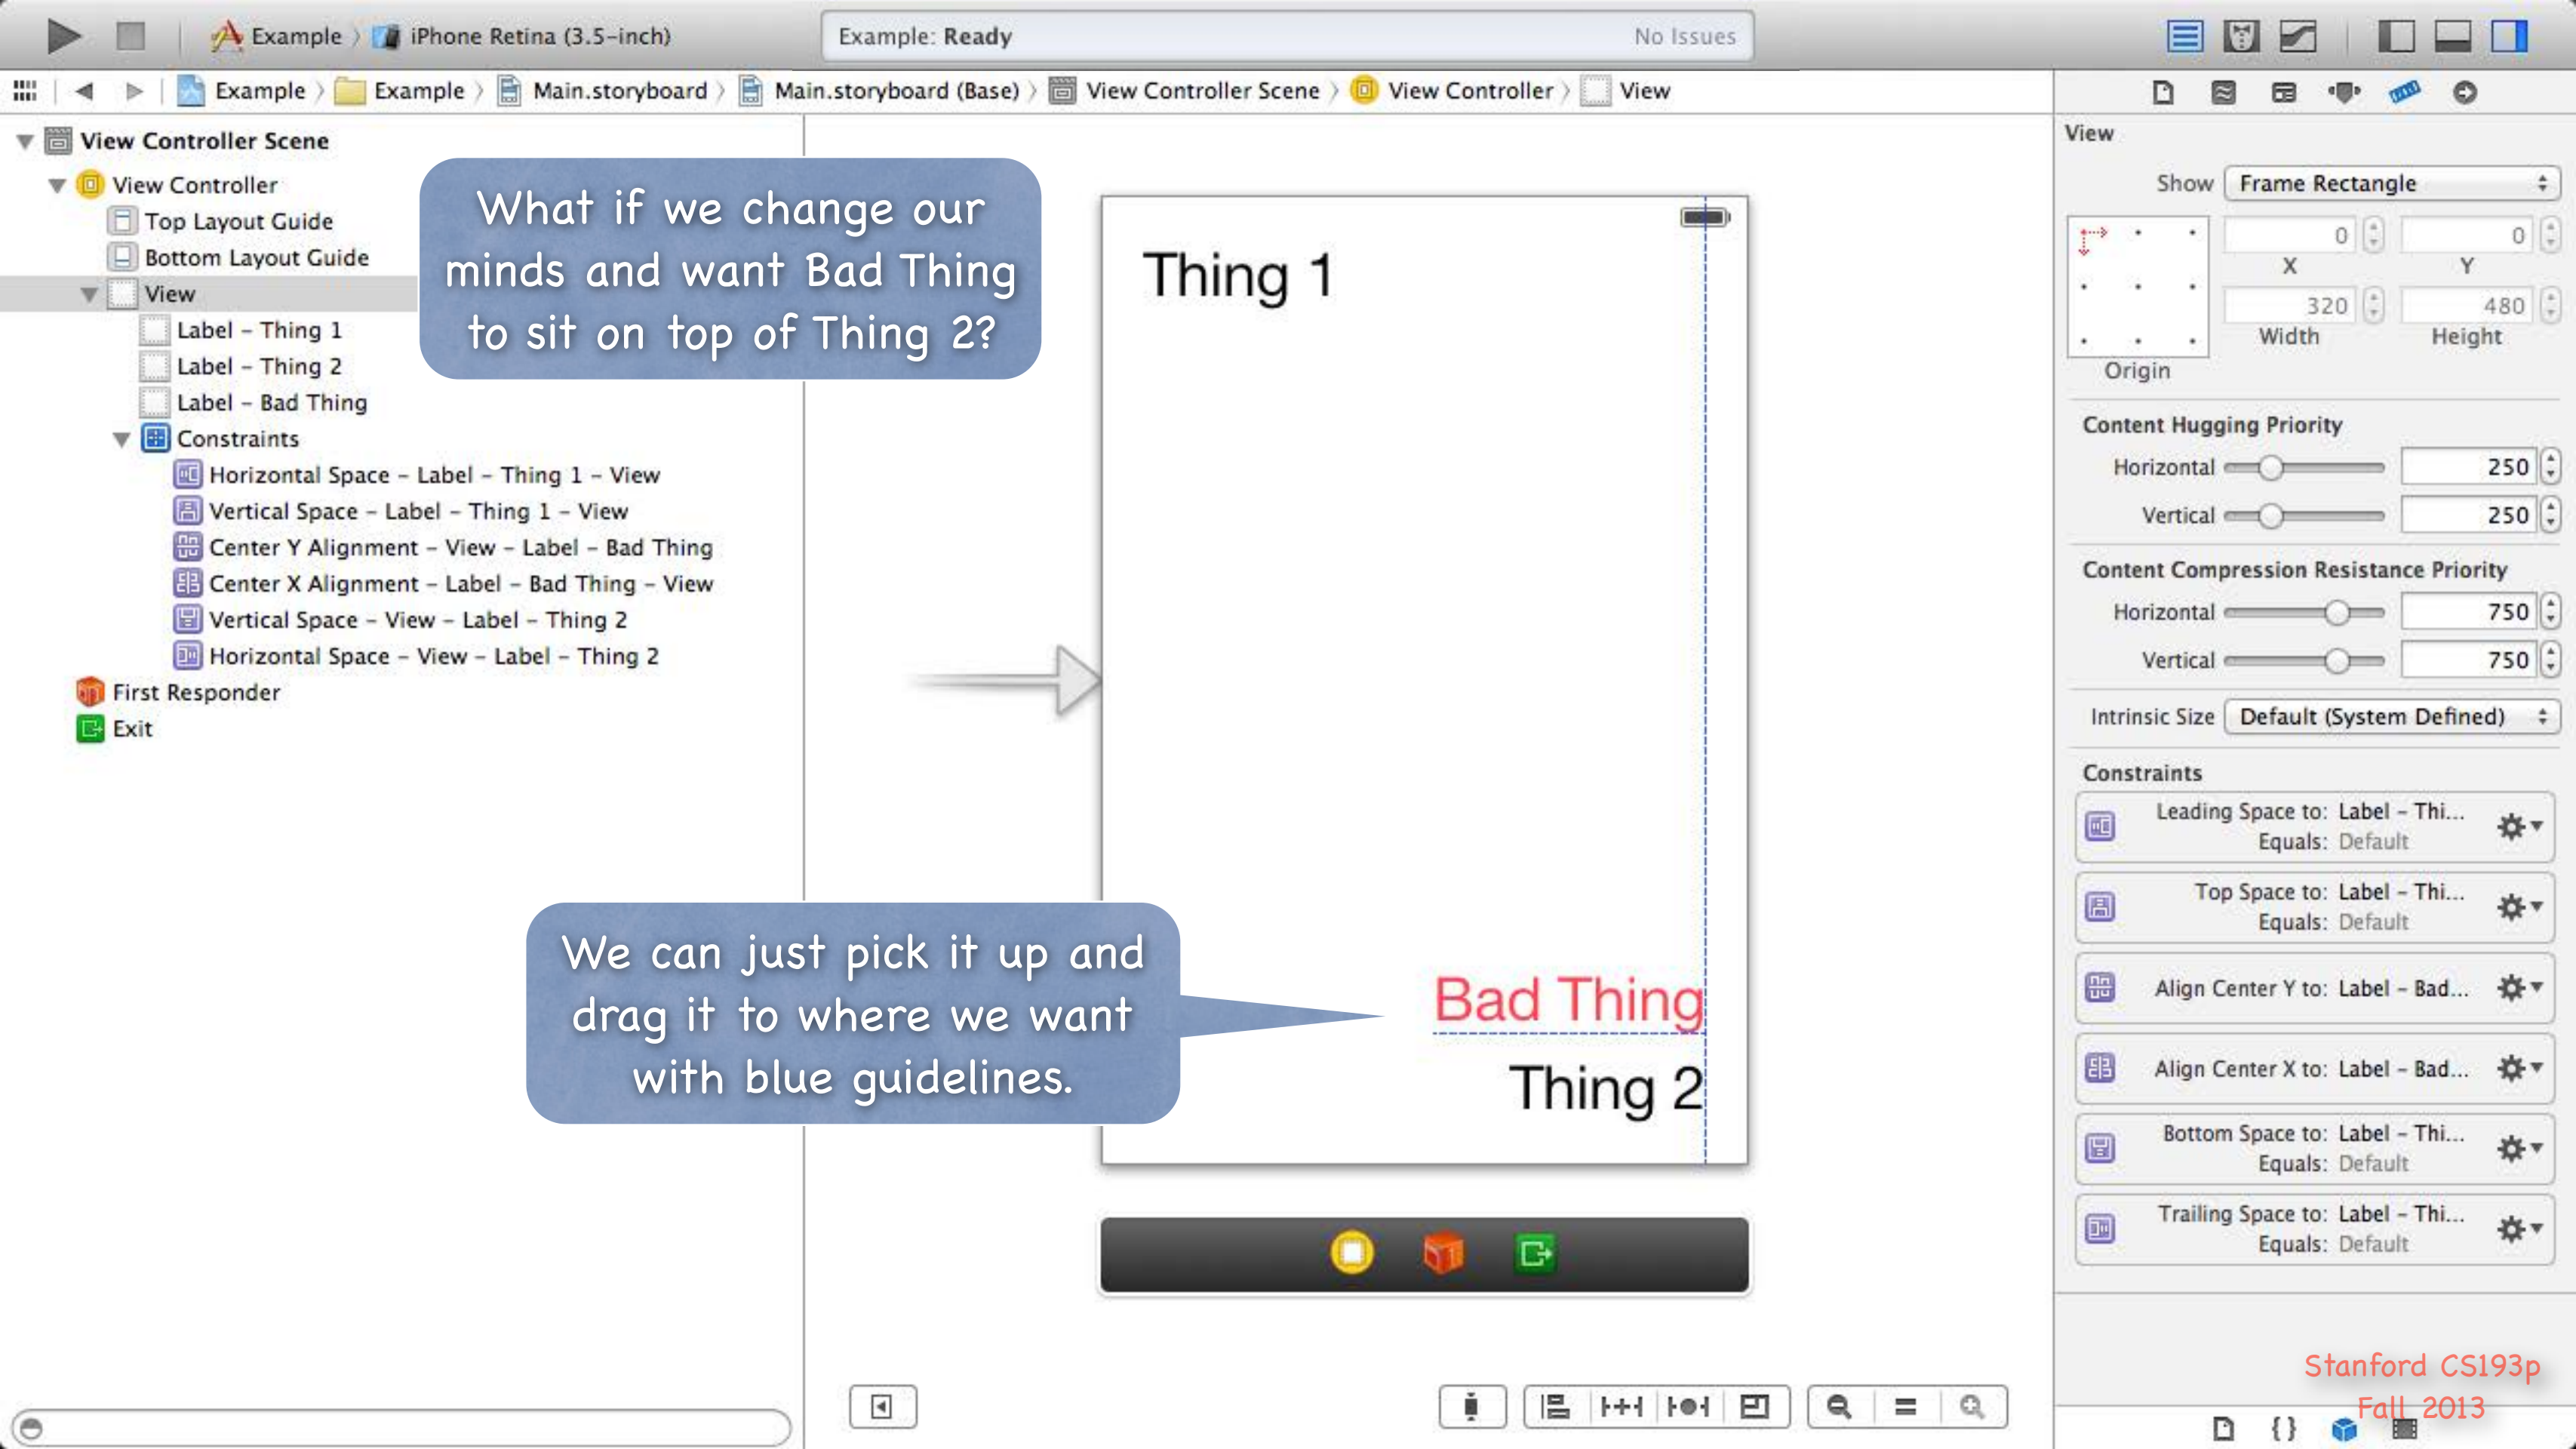 Example
iPhone Retina (3.5-inch)
Example: Ready
No Issues
Example
Example
Main.storyboard
Main.storyboard (Base)
View Controller Scene
View Controller
View
View Controller Scene
View Controller
Top Layout Guide
Bottom Layout Guide
View
Label – Thing 1
Label – Thing 2
Label – Bad Thing
Constraints
Horizontal Space – Label – Thing 1 – View
Vertical Space – Label – Thing 1 – View
Center Y Alignment – View – Label – Bad Thing
Center X Alignment – Label – Bad Thing – View
Vertical Space – View – Label – Thing 2
Horizontal Space – View – Label – Thing 2
First Responder
Exit
What if we change our
minds and want Bad Thing
to sit on top of Thing 2?
Thing 1
We can just pick it up and
drag it to where we want
with blue guidelines.
Bad Thing
Thing 2
View
Show Frame Rectangle
0 0
X Y
320 480
Width Height
Origin
Content Hugging Priority
Horizontal 250
Vertical 250
Content Compression Resistance Priority
Horizontal 750
Vertical 750
Intrinsic Size Default (System Defined)
Constraints
Leading Space to: Label – Thi...
Equals: Default
Top Space to: Label – Thi...
Equals: Default
Align Center Y to: Label – Bad...
Align Center X to: Label – Bad...
Bottom Space to: Label – Thi...
Equals: Default
Trailing Space to: Label – Thi...
Equals: Default
Stanford CS193p
Fall 2013